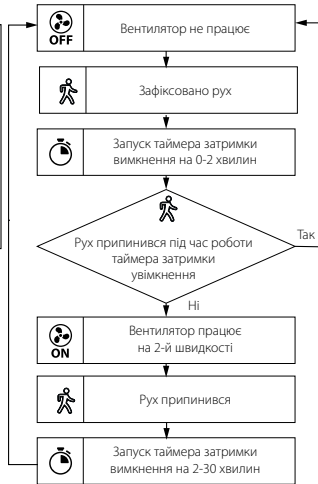 OFF
Вентилятор не працює
Зафіксовано рух
Запуск таймера затримки
вимкнення на 0-2 хвилин
Рух припинився під час роботи
таймера затримки
увімкнення
Так
Ні
ON
Вентилятор працює
на 2-й швидкості
Рух припинився
Запуск таймера затримки
вимкнення на 2-30 хвилин